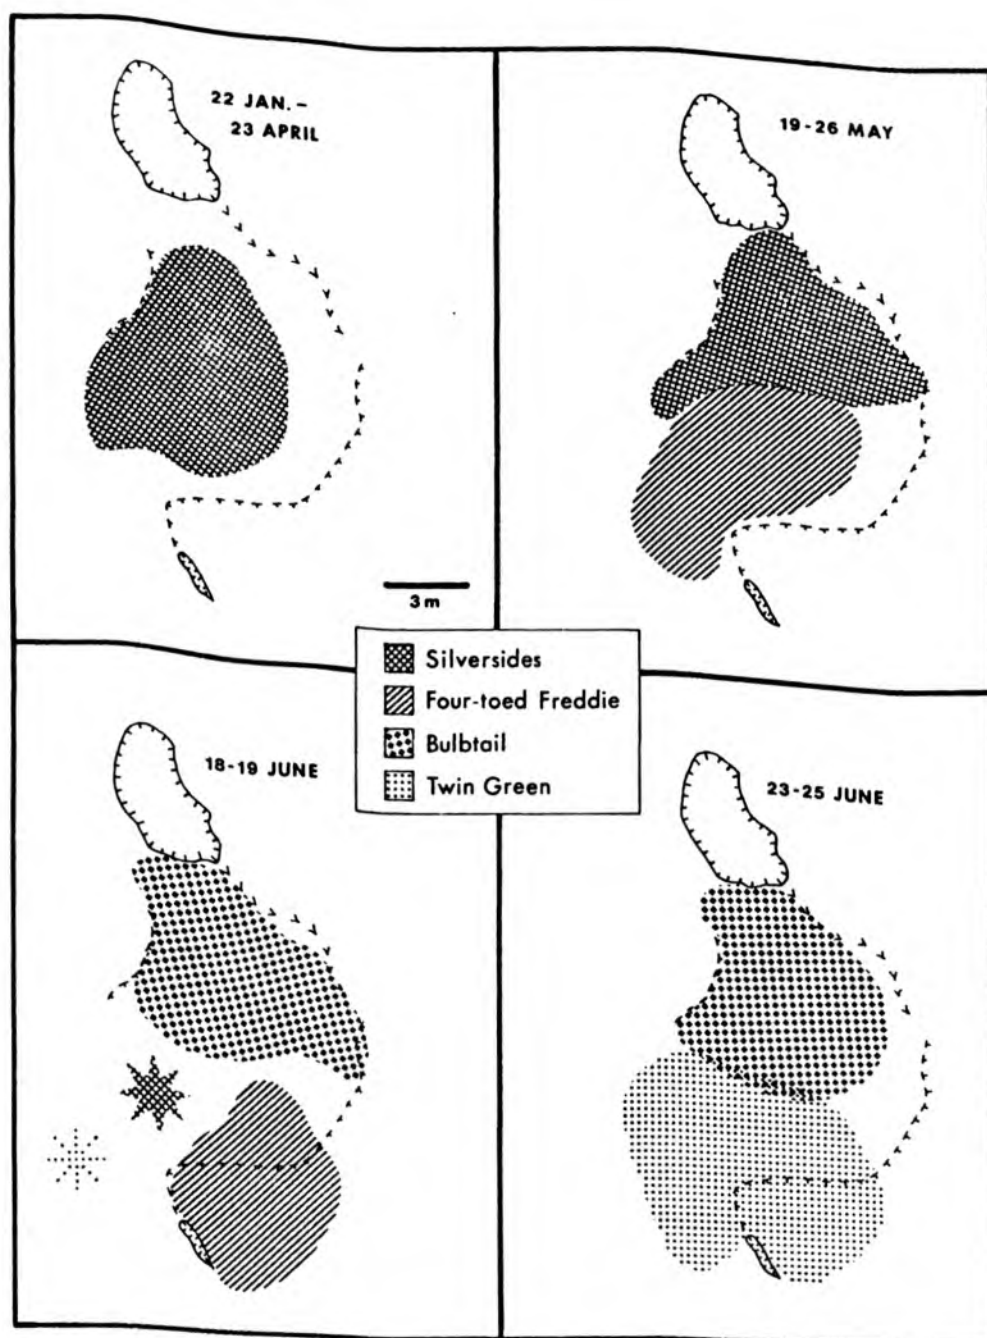 22 JAN. –
23 APRIL
19-26 MAY
3 m
Silversides
Four-toed Freddie
Bulbtail
Twin Green
18-19 JUNE
23-25 JUNE